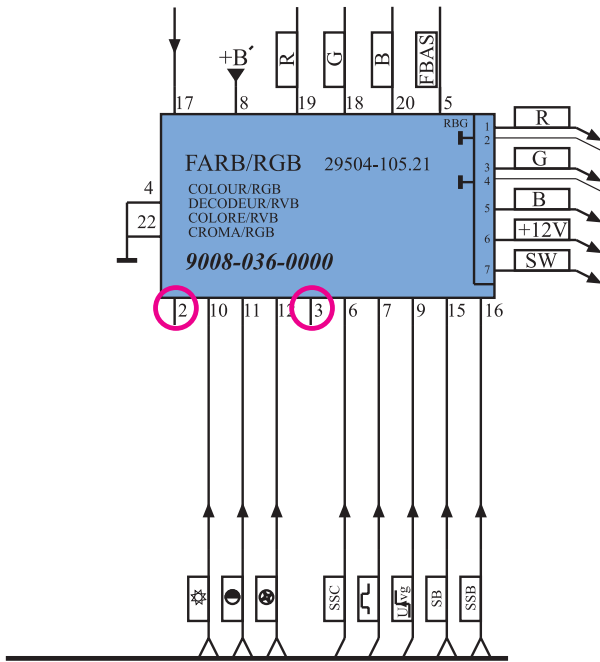 +B´
R
G
B
FBAS
17
8
19
18
20
5
RBG
1
2
3
4
5
6
7
R
G
B
+12V
SW
FARB/RGB 29504-105.21
COLOUR/RGB
DECODEUR/RVB
COLORE/RVB
CROMA/RGB
9008-036-0000
4
22
2
10
11
12
3
6
7
9
15
16
SSC
SB
SSB